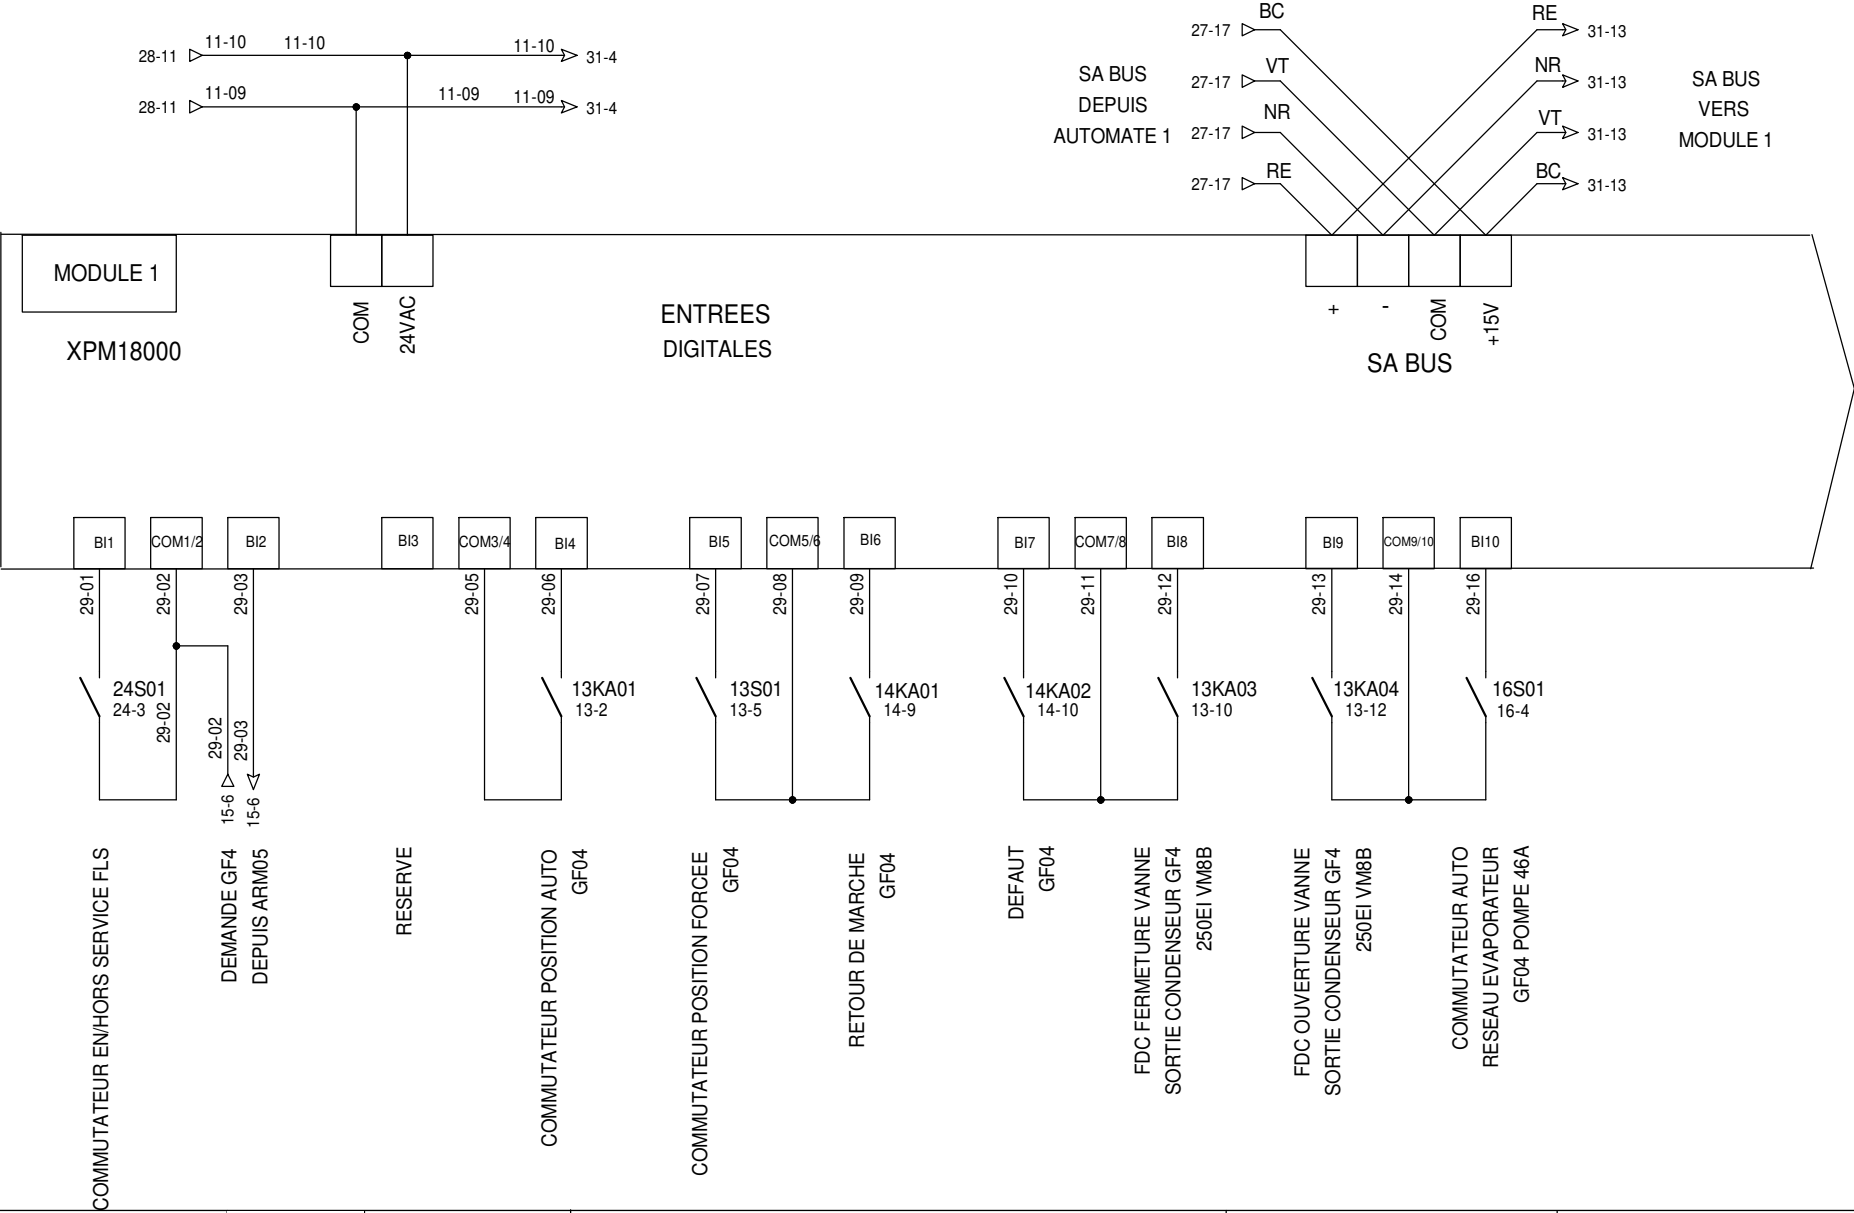 28-11 11-10 11-10 11-10 31-4
28-11 11-09 11-09 11-09 31-4
SA BUS
DEPUIS
AUTOMATE 1
27-17 BC
27-17 VT
27-17 NR
27-17 RE
RE 31-13
NR 31-13
VT 31-13
BC 31-13
SA BUS
VERS
MODULE 1
MODULE 1
XPM18000
COM
24VAC
ENTREES
DIGITALES
+
-
COM
+15V
SA BUS
BI1
COM1/2
BI2
BI3
COM3/4
BI4
BI5
COM5/6
BI6
BI7
COM7/8
BI8
BI9
COM9/10
BI10
29-01
29-02
29-03
29-05
29-06
29-07
29-08
29-09
29-10
29-11
29-12
29-13
29-14
29-16
24S01
24-3
29-02
29-02
29-03
15-6
15-6
13KA01
13-2
13S01
13-5
14KA01
14-9
14KA02
14-10
13KA03
13-10
13KA04
13-12
16S01
16-4
COMMUTATEUR EN/HORS SERVICE FLS
DEMANDE GF4
DEPUIS ARM05
RESERVE
COMMUTATEUR POSITION AUTO
GF04
COMMUTATEUR POSITION FORCEE
GF04
RETOUR DE MARCHE
GF04
DEFAUT
GF04
FDC FERMETURE VANNE
SORTIE CONDENSEUR GF4
250EI VM8B
FDC OUVERTURE VANNE
SORTIE CONDENSEUR GF4
250EI VM8B
COMMUTATEUR AUTO
RESEAU EVAPORATEUR
GF04 POMPE 46A